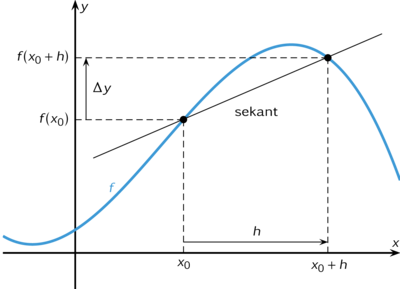 y
f(x₀ + h)
Δy
f(x₀)
sekant
f
h
x
x₀
x₀ + h